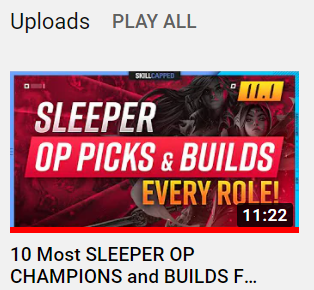 Uploads PLAY ALL
SKILLCAPPED
11.1
SLEEPER
OP PICKS & BUILDS
EVERY ROLE!
11:22
10 Most SLEEPER OP
CHAMPIONS and BUILDS F...